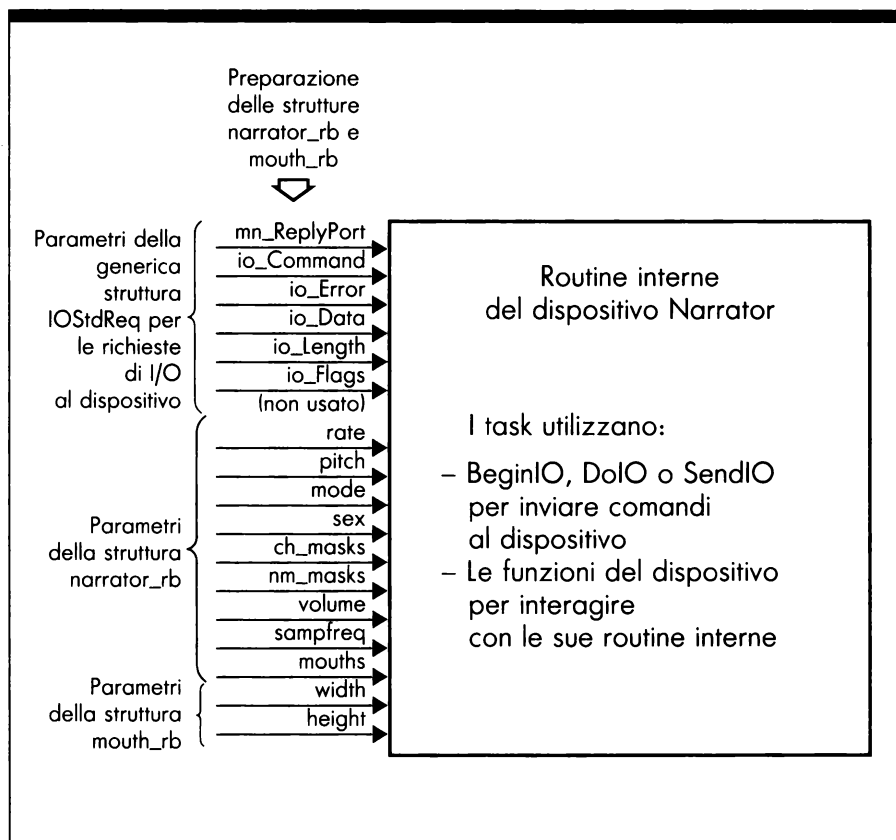 Preparazione
delle strutture
narrator_rb e
mouth_rb
Parametri della
generica
struttura
IOStdReq per
le richieste
di I/O
al dispositivo
mn_ReplyPort
io_Command
io_Error
io_Data
io_Length
io_Flags
(non usato)
Parametri
della struttura
narrator_rb
rate
pitch
mode
sex
ch_masks
nm_masks
volume
sampfreq
mouths
Parametri
della struttura
mouth_rb
width
height
Routine interne
del dispositivo Narrator
I task utilizzano:
– BeginIO, DoIO o SendIO
per inviare comandi
al dispositivo
– Le funzioni del dispositivo
per interagire
con le sue routine interne